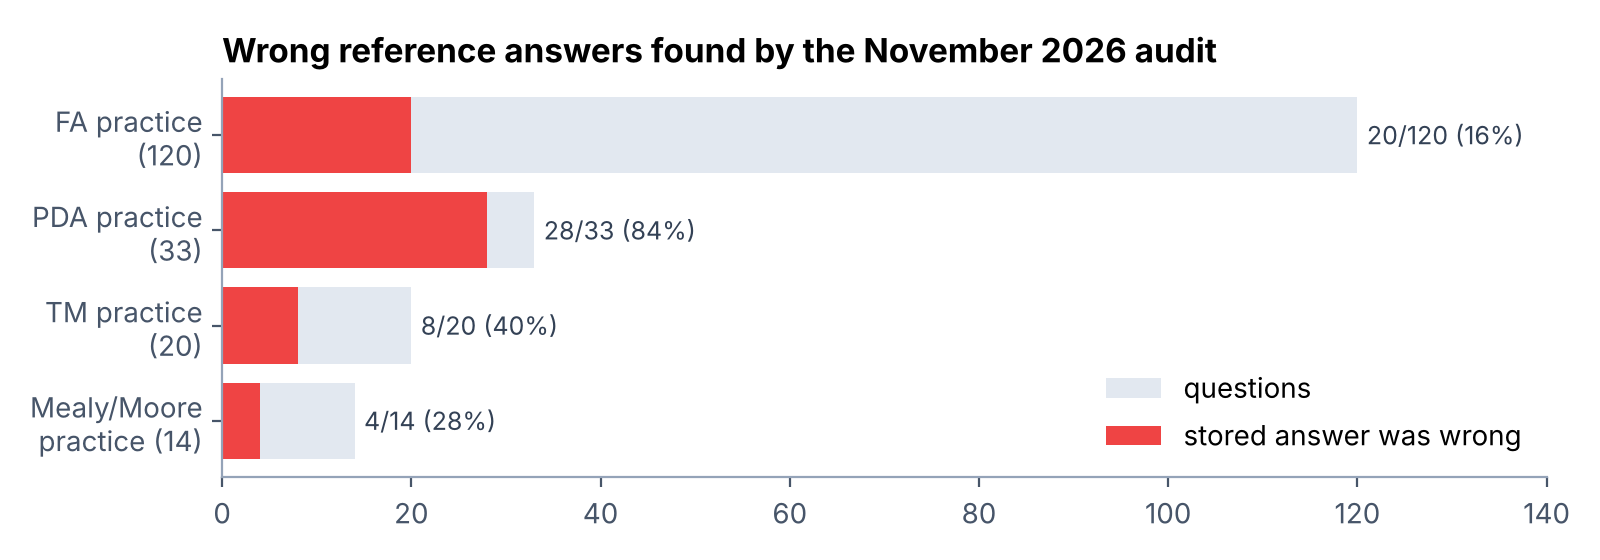 Wrong reference answers found by the November 2026 audit
FA practice
(120)
20/120 (16%)
PDA practice
(33)
28/33 (84%)
TM practice
(20)
8/20 (40%)
Mealy/Moore
practice (14)
4/14 (28%)
questions
stored answer was wrong
0 20 40 60 80 100 120 140